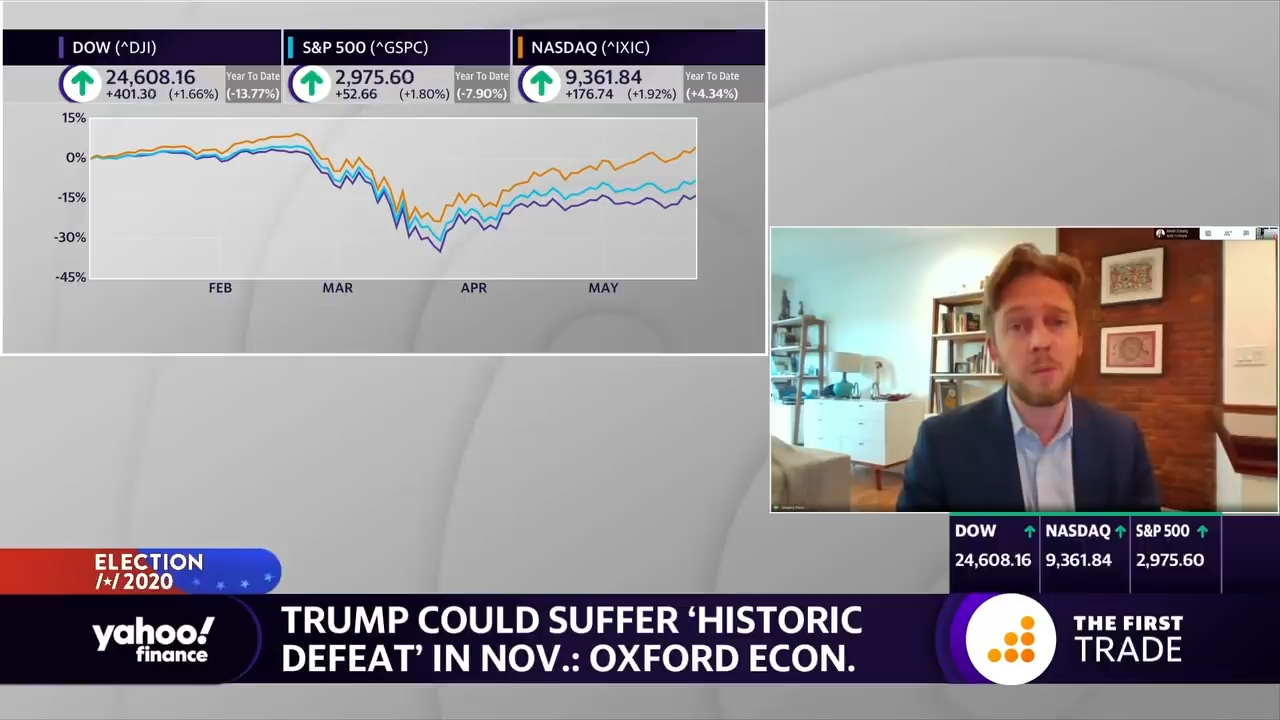 DOW (^DJI)
24,608.16
+401.30 (+1.66%)
Year To Date
(-13.77%)
S&P 500 (^GSPC)
2,975.60
+52.66 (+1.80%)
Year To Date
(-7.90%)
NASDAQ (^IXIC)
9,361.84
+176.74 (+1.92%)
Year To Date
(+4.34%)
15%
0%
-15%
-30%
-45%
FEB MAR APR MAY
DOW NASDAQ S&P 500
24,608.16 9,361.84 2,975.60
ELECTION
2020
yahoo!
finance
TRUMP COULD SUFFER ‘HISTORIC
DEFEAT’ IN NOV.: OXFORD ECON.
THE FIRST
TRADE